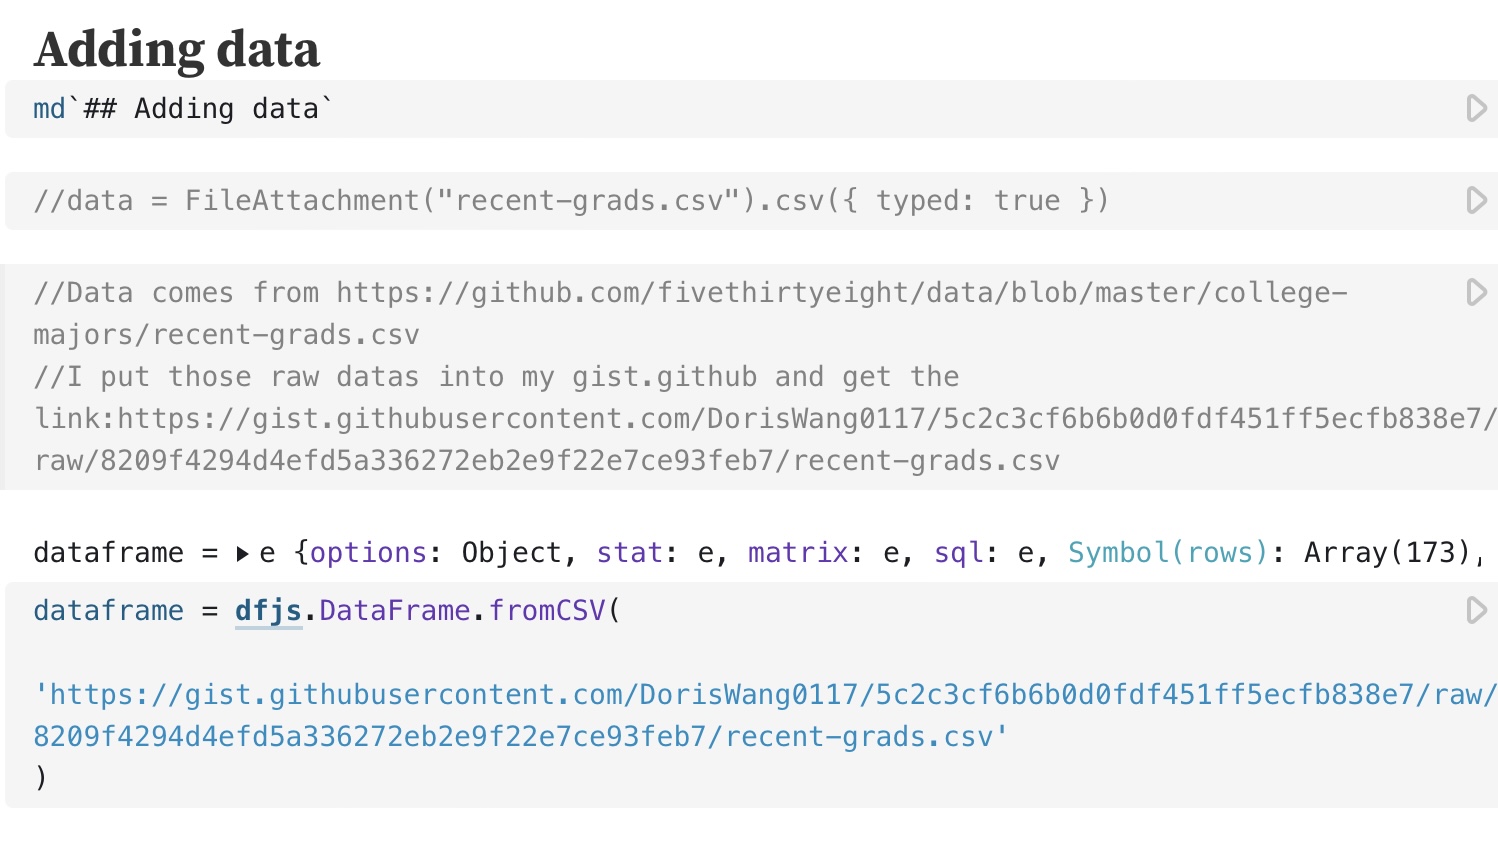 Adding data
md`## Adding data`
//data = FileAttachment("recent-grads.csv").csv({ typed: true })
//Data comes from https://github.com/fivethirtyeight/data/blob/master/college-
majors/recent-grads.csv
//I put those raw datas into my gist.github and get the
link:https://gist.githubusercontent.com/DorisWang0117/5c2c3cf6b6b0d0fdf451ff5ecfb838e7/
raw/8209f4294d4efd5a336272eb2e9f22e7ce93feb7/recent-grads.csv
dataframe = ▸ e {options: Object, stat: e, matrix: e, sql: e, Symbol(rows): Array(173),
dataframe = dfjs.DataFrame.fromCSV(
'https://gist.githubusercontent.com/DorisWang0117/5c2c3cf6b6b0d0fdf451ff5ecfb838e7/raw/
8209f4294d4efd5a336272eb2e9f22e7ce93feb7/recent-grads.csv'
)